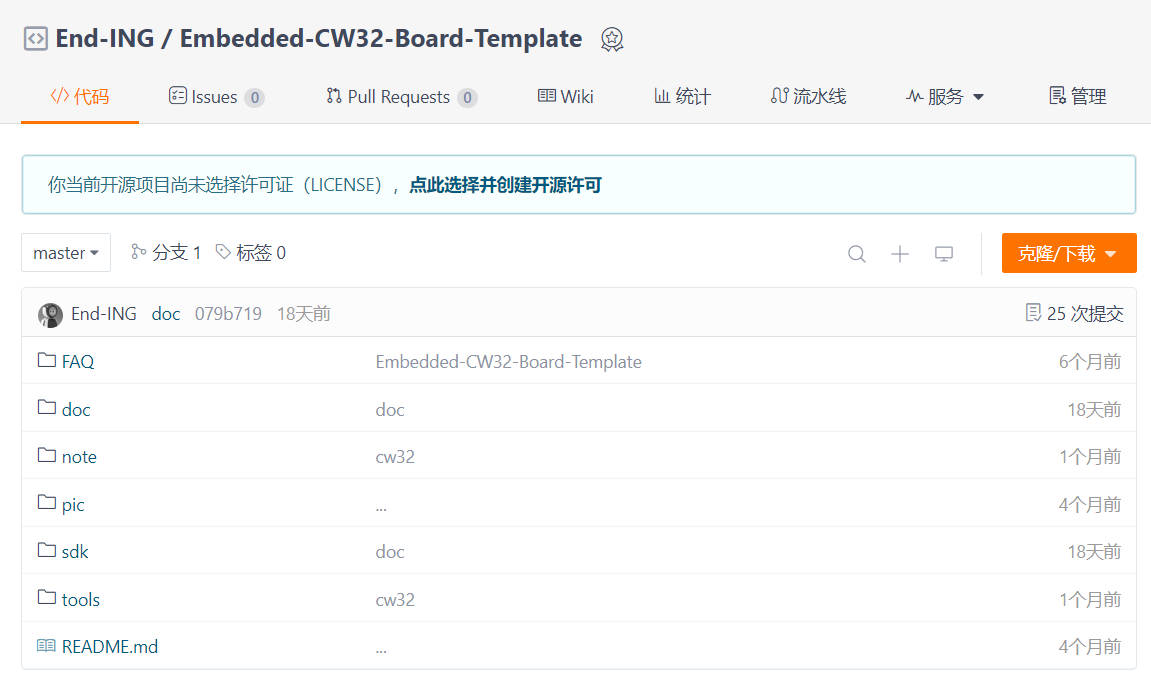 End-ING / Embedded-CW32-Board-Template
代码 Issues 0 Pull Requests 0 Wiki 统计 流水线 服务 管理
你当前开源项目尚未选择许可证（LICENSE），点此选择并创建开源许可
master 分支 1 标签 0 克隆/下载
End-ING doc 079b719 18天前 25 次提交
FAQ Embedded-CW32-Board-Template 6个月前
doc doc 18天前
note cw32 1个月前
pic ... 4个月前
sdk doc 18天前
tools cw32 1个月前
README.md ... 4个月前